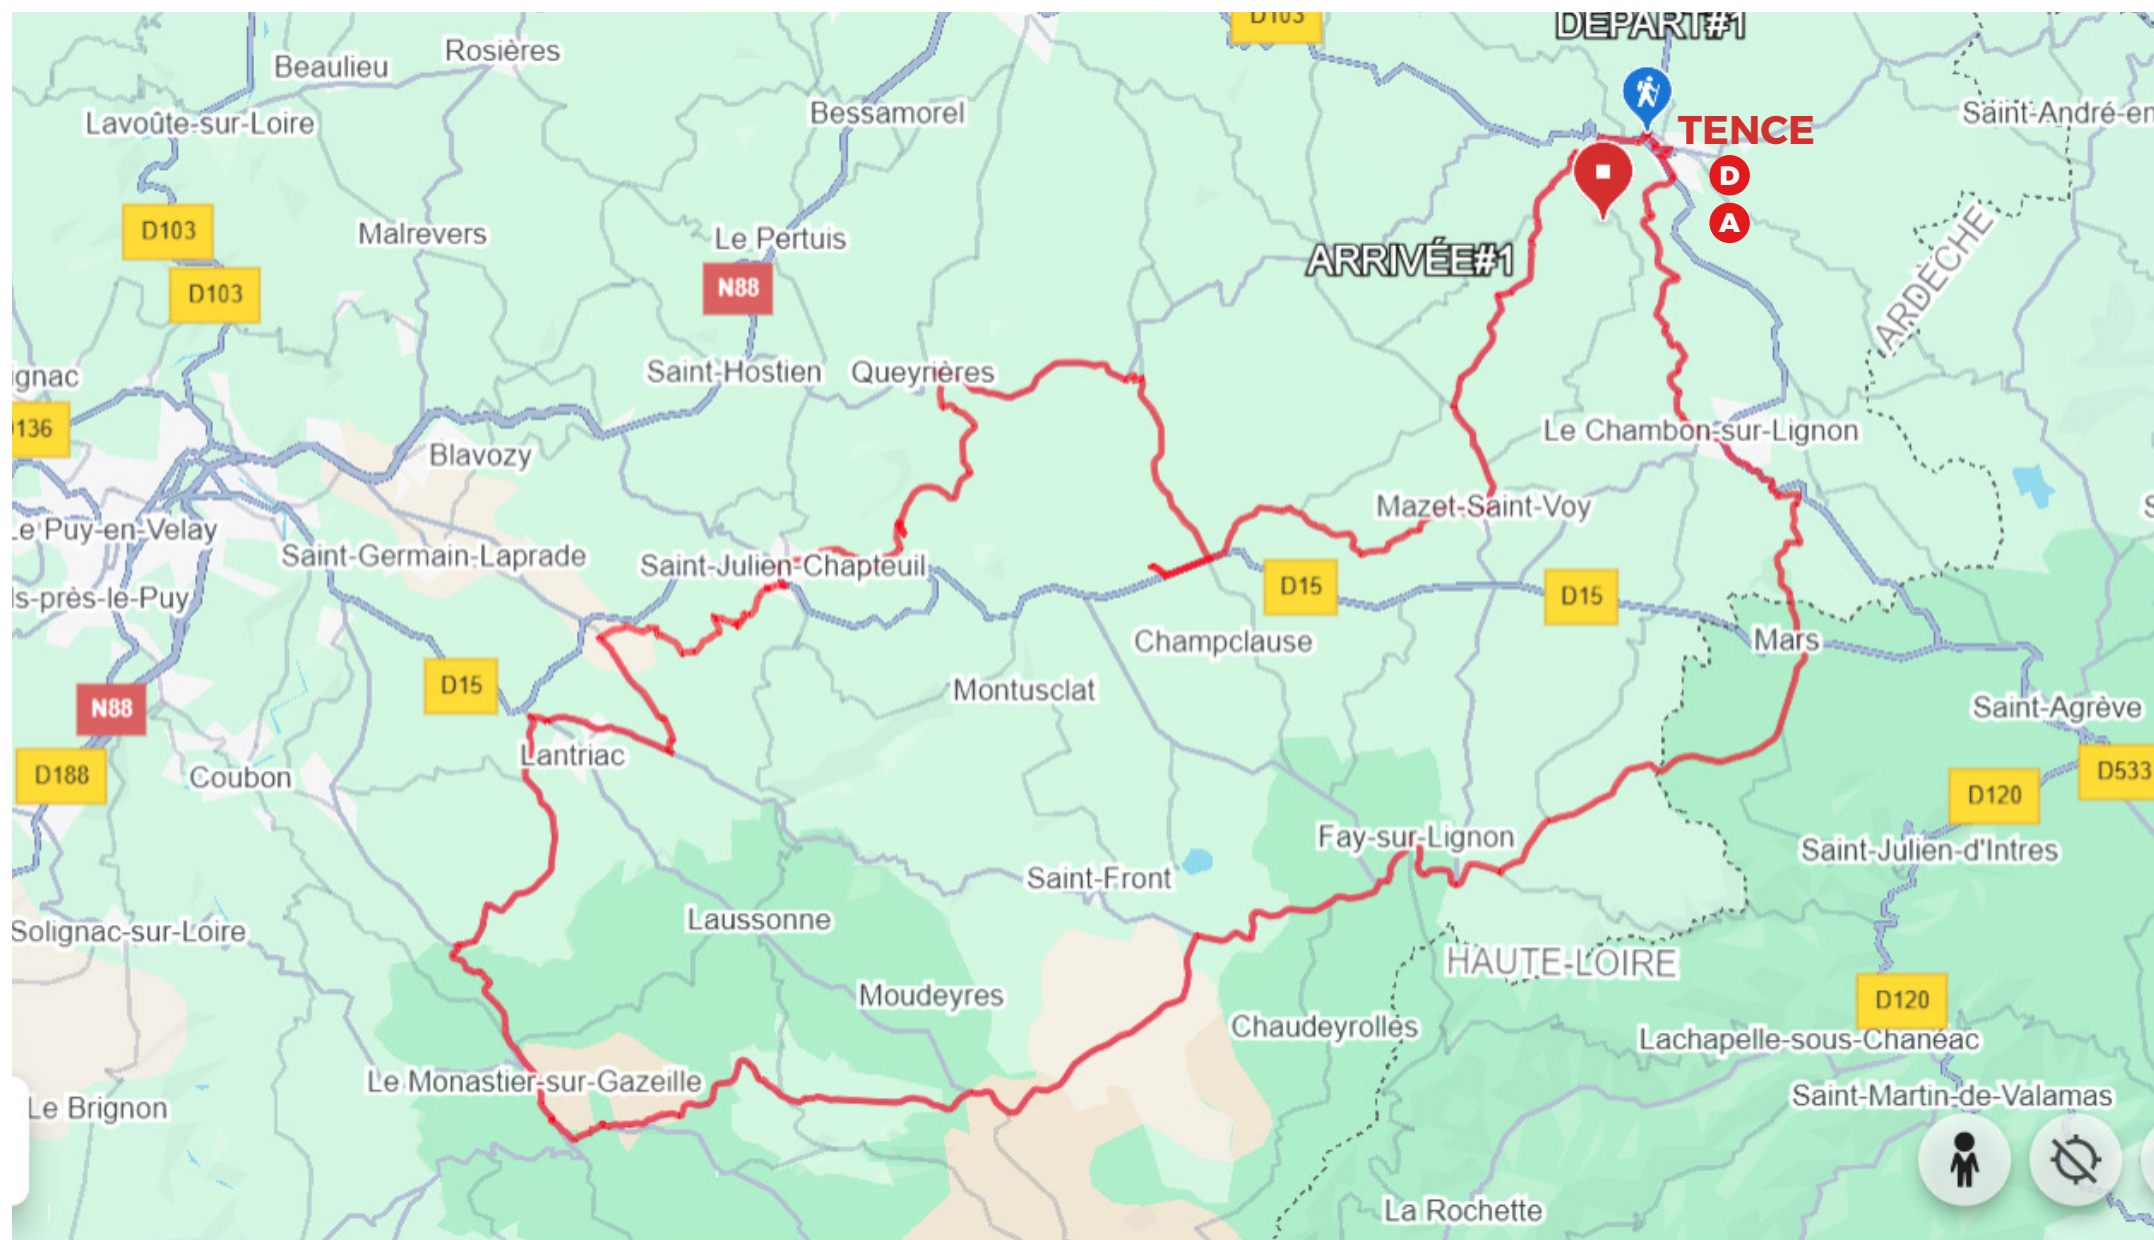 D103
DÉPART#1
Rosières
Beaulieu
Bessamorel
Lavoûte-sur-Loire
Saint-André-en
TENCE
D
A
D103
Malrevers
Le Pertuis
ARRIVÉE#1
ARDÈCHE
D103
N88
ignac
Saint-Hostien
Queyrières
136
Le Chambon-sur-Lignon
Blavozy
Mazet-Saint-Voy
S
Le Puy-en-Velay
Saint-Germain-Laprade
Saint-Julien-Chapteuil
D15
D15
ls-près-le-Puy
Champclause
Mars
D15
Montusclat
N88
Saint-Agrève
Lantriac
D188
Coubon
D533
D120
Fay-sur-Lignon
Saint-Julien-d'Intres
Saint-Front
Laussonne
Solignac-sur-Loire
HAUTE-LOIRE
Moudeyres
D120
Chaudeyrolles
Lachapelle-sous-Chanéac
Le Monastier-sur-Gazeille
Saint-Martin-de-Valamas
Le Brignon
La Rochette